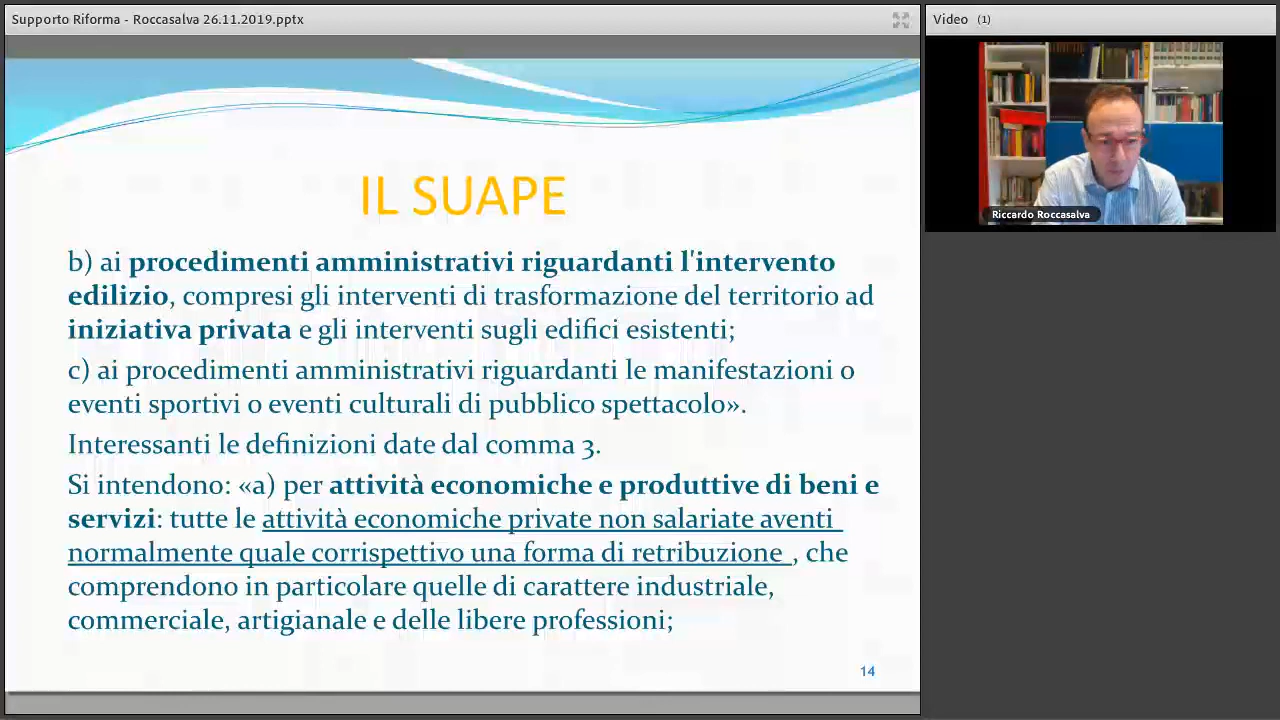 Supporto Riforma - Roccasalva 26.11.2019.pptx
Video (1)
Riccardo Roccasalva
IL SUAPE
b) ai procedimenti amministrativi riguardanti l'intervento
edilizio, compresi gli interventi di trasformazione del territorio ad
iniziativa privata e gli interventi sugli edifici esistenti;
c) ai procedimenti amministrativi riguardanti le manifestazioni o
eventi sportivi o eventi culturali di pubblico spettacolo».
Interessanti le definizioni date dal comma 3.
Si intendono: «a) per attività economiche e produttive di beni e
servizi: tutte le attività economiche private non salariate aventi
normalmente quale corrispettivo una forma di retribuzione , che
comprendono in particolare quelle di carattere industriale,
commerciale, artigianale e delle libere professioni;
14